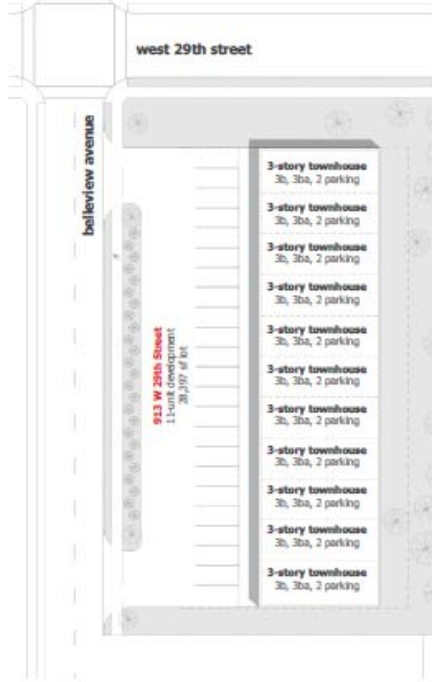 west 29th street
belleview avenue
913 W 29th Street
11-unit development
28,397 sf lot
3-story townhouse
3b, 3ba, 2 parking
3-story townhouse
3b, 3ba, 2 parking
3-story townhouse
3b, 3ba, 2 parking
3-story townhouse
3b, 3ba, 2 parking
3-story townhouse
3b, 3ba, 2 parking
3-story townhouse
3b, 3ba, 2 parking
3-story townhouse
3b, 3ba, 2 parking
3-story townhouse
3b, 3ba, 2 parking
3-story townhouse
3b, 3ba, 2 parking
3-story townhouse
3b, 3ba, 2 parking
3-story townhouse
3b, 3ba, 2 parking